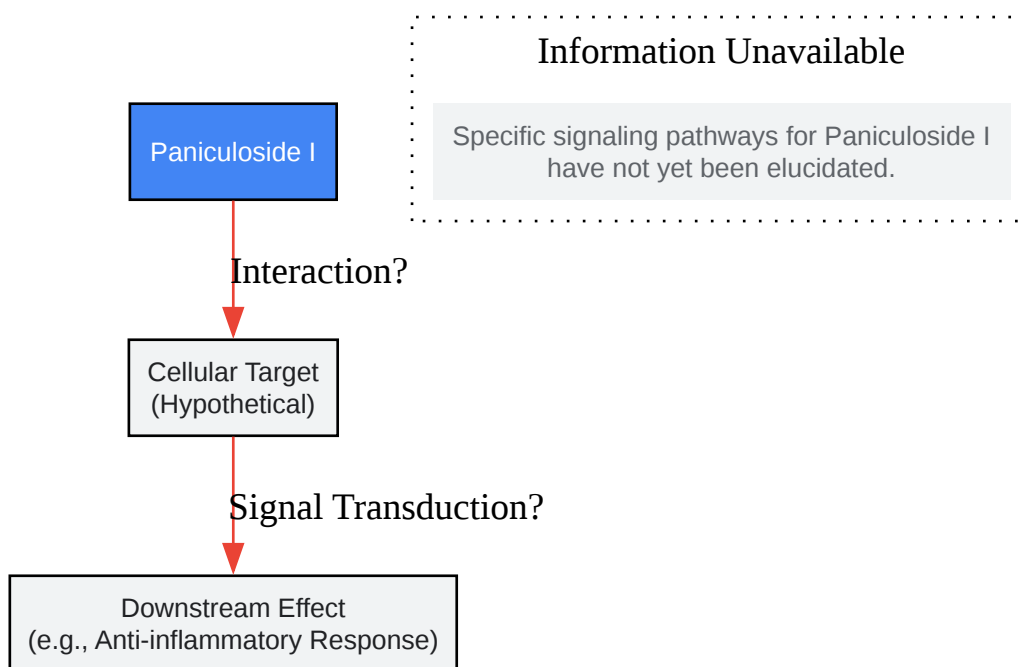 Information Unavailable
Specific signaling pathways for Paniculoside I
have not yet been elucidated.
Paniculoside I
Interaction?
Cellular Target
(Hypothetical)
Signal Transduction?
Downstream Effect
(e.g., Anti-inflammatory Response)